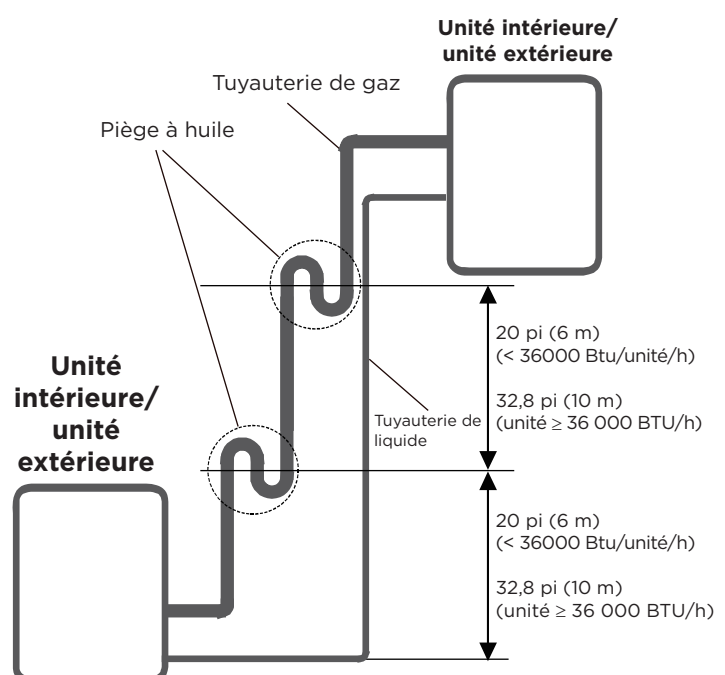 Unité intérieure/
unité extérieure
Tuyauterie de gaz
Piège à huile
20 pi (6 m)
(< 36000 Btu/unité/h)
32,8 pi (10 m)
(unité ≥ 36 000 BTU/h)
Unité
intérieure/
unité
extérieure
Tuyauterie de
liquide
20 pi (6 m)
(< 36000 Btu/unité/h)
32,8 pi (10 m)
(unité ≥ 36 000 BTU/h)